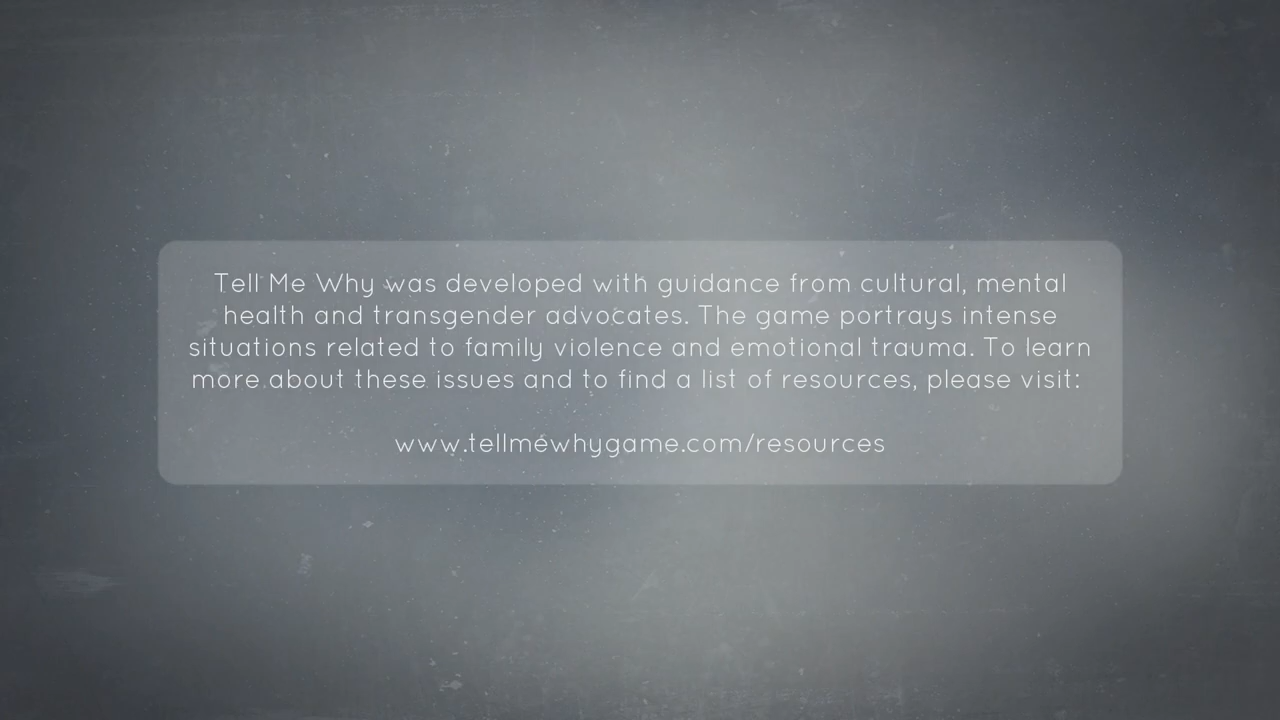 Tell Me Why was developed with guidance from cultural, mental
health and transgender advocates. The game portrays intense
situations related to family violence and emotional trauma. To learn
more about these issues and to find a list of resources, please visit:
www.tellmewhygame.com/resources